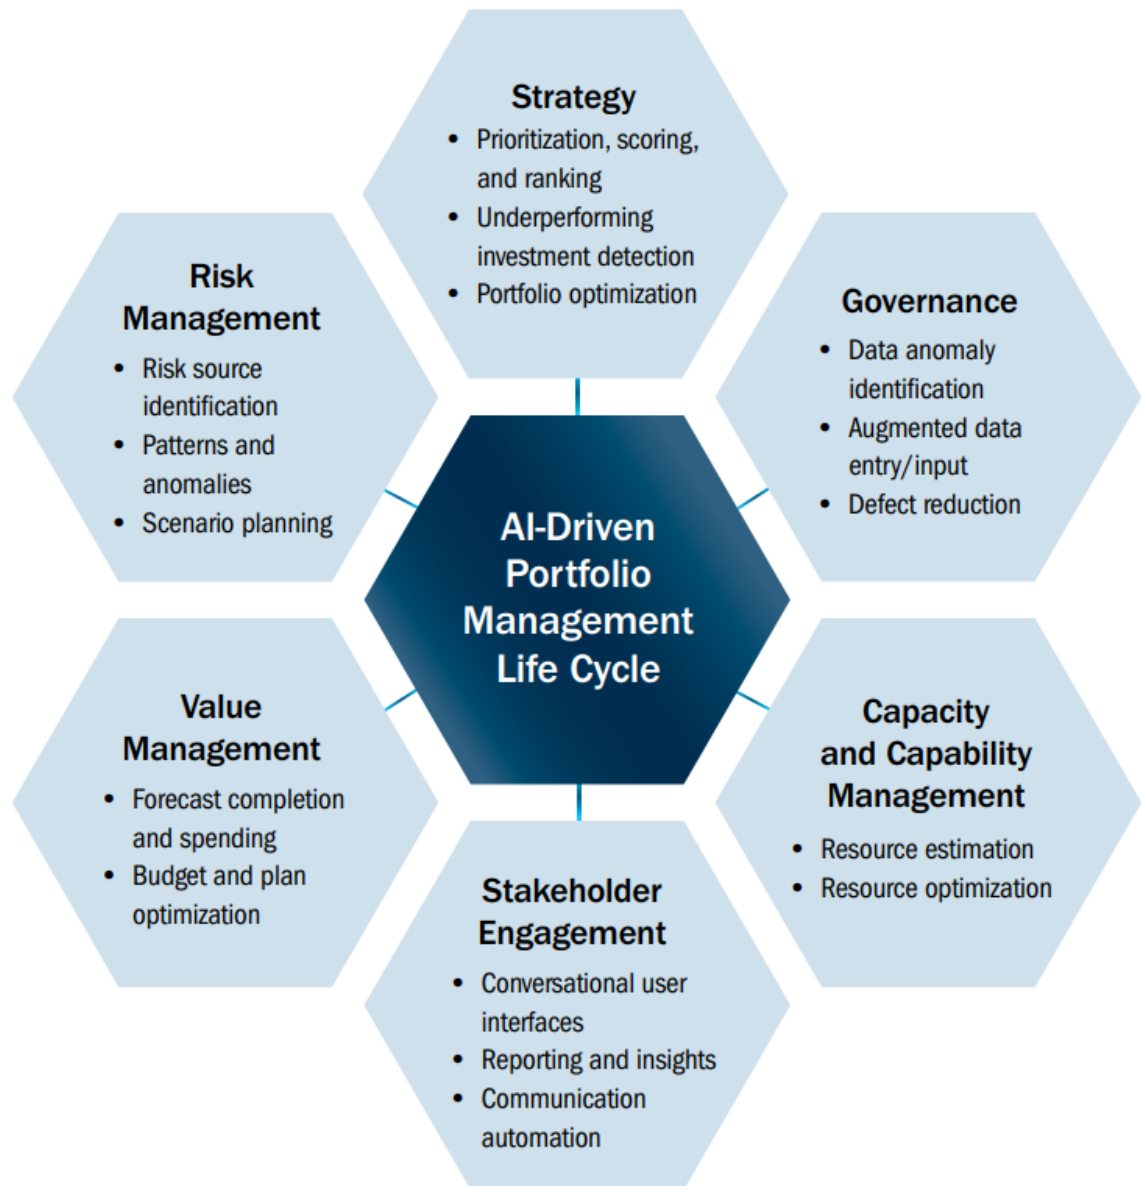 Strategy
• Prioritization, scoring,
and ranking
• Underperforming
investment detection
• Portfolio optimization
Risk
Management
• Risk source
identification
• Patterns and
anomalies
• Scenario planning
Governance
• Data anomaly
identification
• Augmented data
entry/input
• Defect reduction
AI-Driven
Portfolio
Management
Life Cycle
Value
Management
• Forecast completion
and spending
• Budget and plan
optimization
Capacity
and Capability
Management
• Resource estimation
• Resource optimization
Stakeholder
Engagement
• Conversational user
interfaces
• Reporting and insights
• Communication
automation